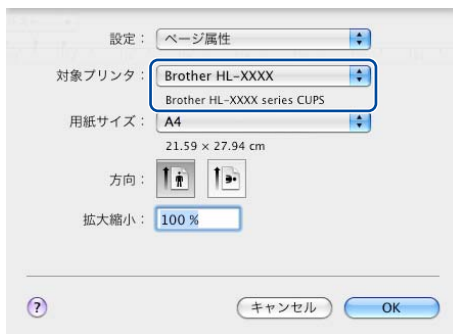 設定： ページ属性
対象プリンタ： Brother HL-XXXX
Brother HL-XXXX series CUPS
用紙サイズ： A4
21.59 × 27.94 cm
方向：
拡大縮小： 100 %
? キャンセル OK